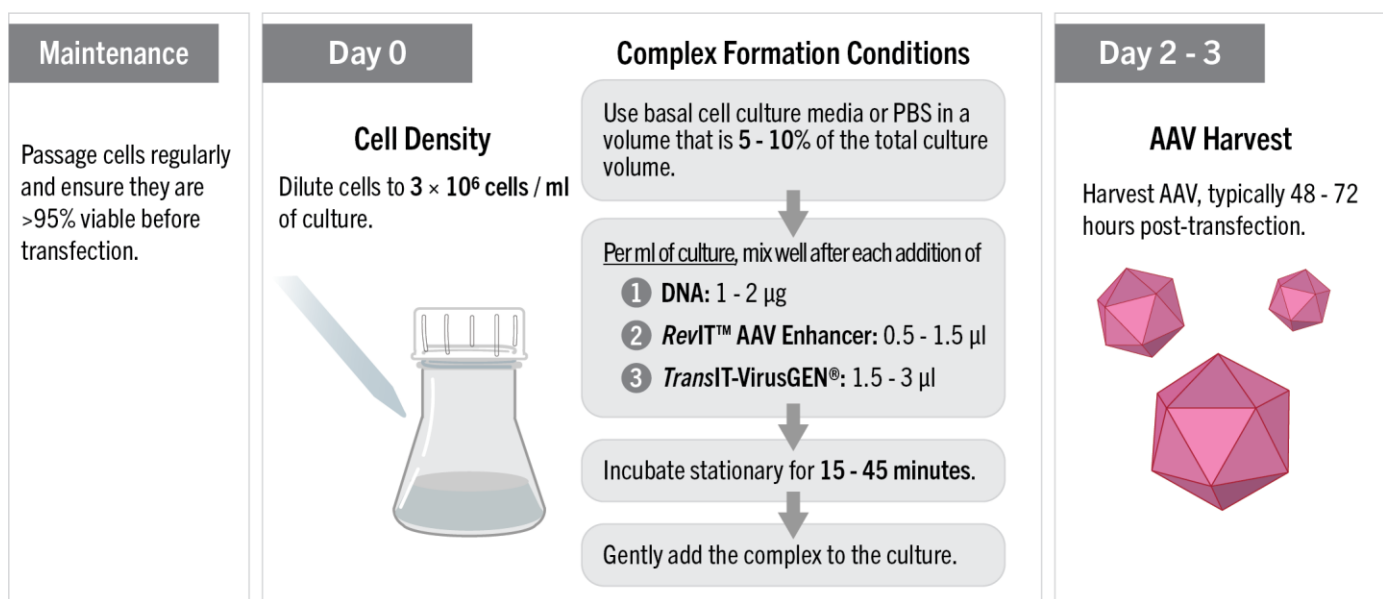 Maintenance
Passage cells regularly
and ensure they are
>95% viable before
transfection.
Day 0
Cell Density
Dilute cells to 3 × 10⁶ cells / ml
of culture.
Complex Formation Conditions
Use basal cell culture media or PBS in a
volume that is 5 - 10% of the total culture
volume.
Per ml of culture, mix well after each addition of
1 DNA: 1 - 2 µg
2 RevIT™ AAV Enhancer: 0.5 - 1.5 µl
3 TransIT-VirusGEN®: 1.5 - 3 µl
Incubate stationary for 15 - 45 minutes.
Gently add the complex to the culture.
Day 2 - 3
AAV Harvest
Harvest AAV, typically 48 - 72
hours post-transfection.